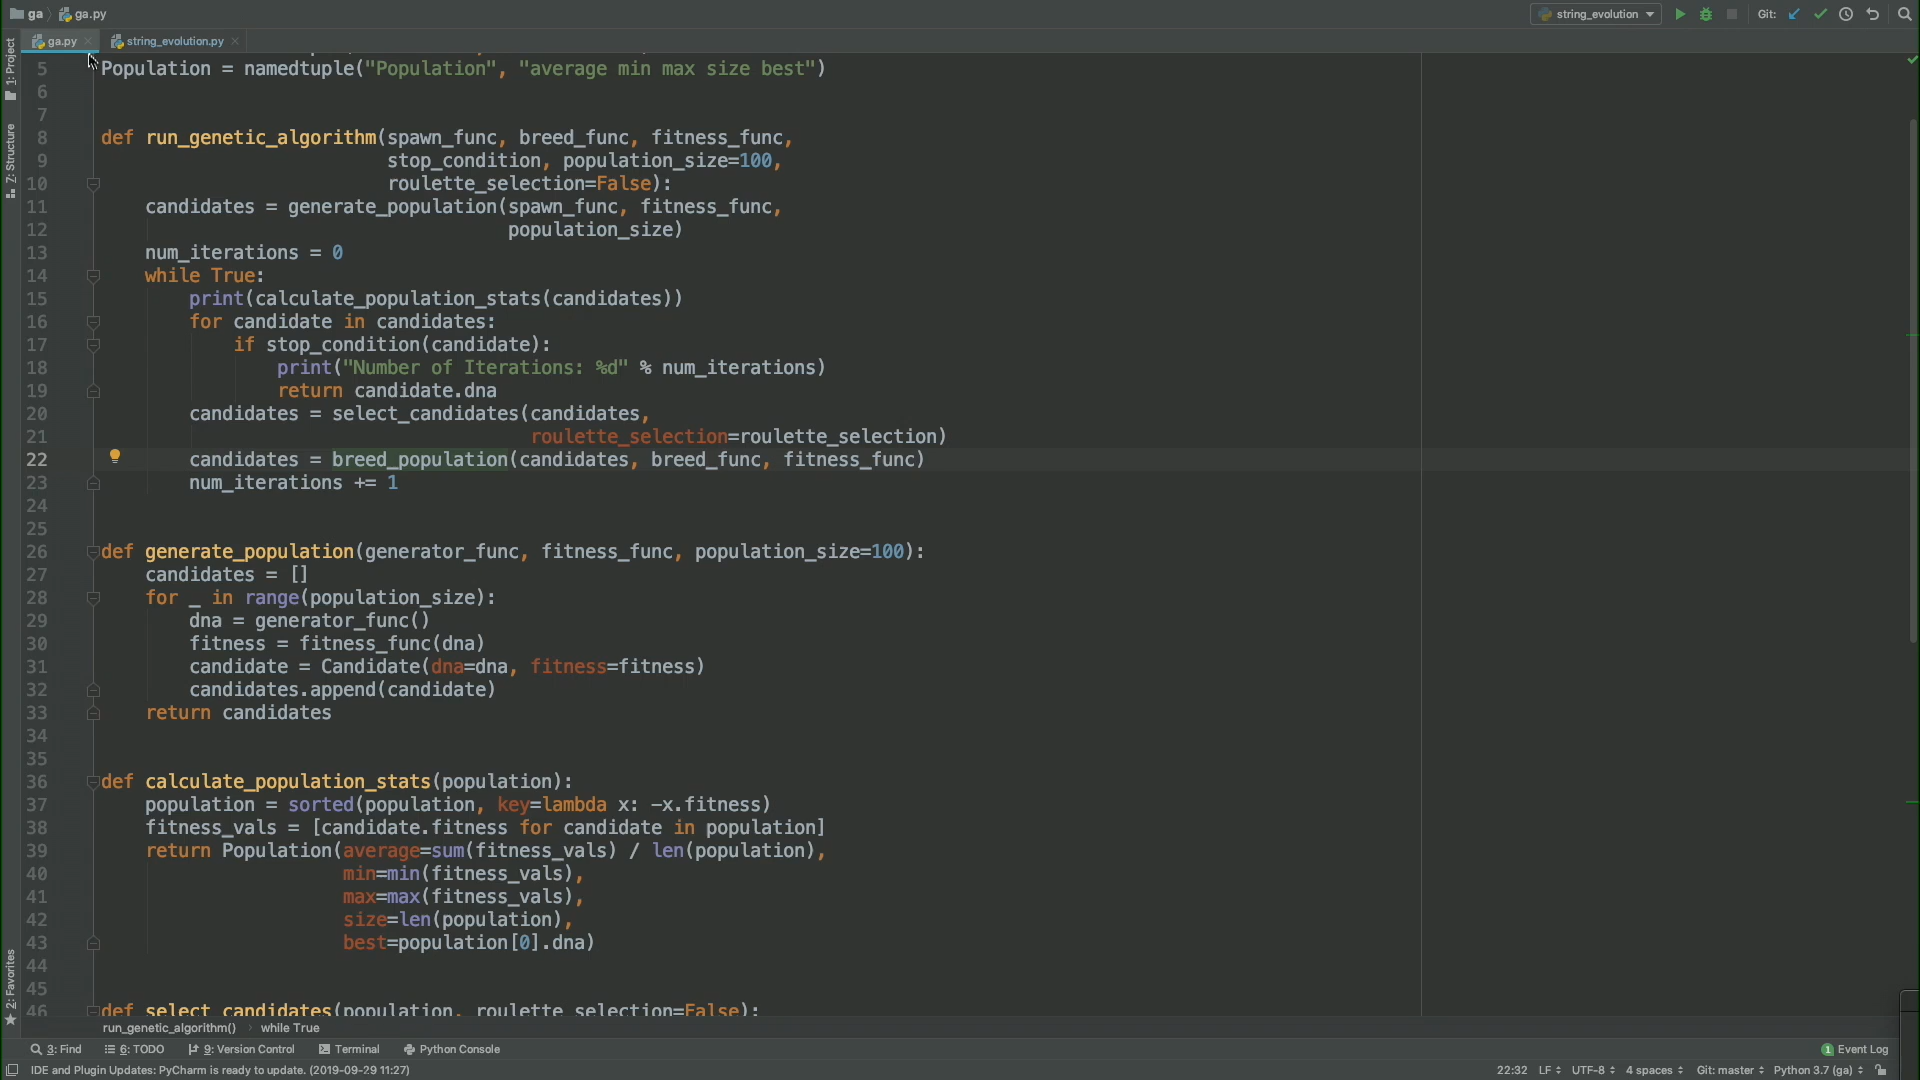 ga
ga.py
string_evolution
Git:
ga.py
string_evolution.py
1: Project
7: Structure
2: Favorites
5 Population = namedtuple("Population", "average min max size best")
6
7
8 def run_genetic_algorithm(spawn_func, breed_func, fitness_func,
9 stop_condition, population_size=100,
10 roulette_selection=False):
11 candidates = generate_population(spawn_func, fitness_func,
12 population_size)
13 num_iterations = 0
14 while True:
15 print(calculate_population_stats(candidates))
16 for candidate in candidates:
17 if stop_condition(candidate):
18 print("Number of Iterations: %d" % num_iterations)
19 return candidate.dna
20 candidates = select_candidates(candidates,
21 roulette_selection=roulette_selection)
22 candidates = breed_population(candidates, breed_func, fitness_func)
23 num_iterations += 1
24
25
26 def generate_population(generator_func, fitness_func, population_size=100):
27 candidates = []
28 for _ in range(population_size):
29 dna = generator_func()
30 fitness = fitness_func(dna)
31 candidate = Candidate(dna=dna, fitness=fitness)
32 candidates.append(candidate)
33 return candidates
34
35
36 def calculate_population_stats(population):
37 population = sorted(population, key=lambda x: -x.fitness)
38 fitness_vals = [candidate.fitness for candidate in population]
39 return Population(average=sum(fitness_vals) / len(population),
40 min=min(fitness_vals),
41 max=max(fitness_vals),
42 size=len(population),
43 best=population[0].dna)
44
45
46 def select_candidates(population, roulette_selection=False):
run_genetic_algorithm() › while True
3: Find
6: TODO
9: Version Control
Terminal
Python Console
1 Event Log
IDE and Plugin Updates: PyCharm is ready to update. (2019-09-29 11:27)
22:32
LF
UTF-8
4 spaces
Git: master
Python 3.7 (ga)